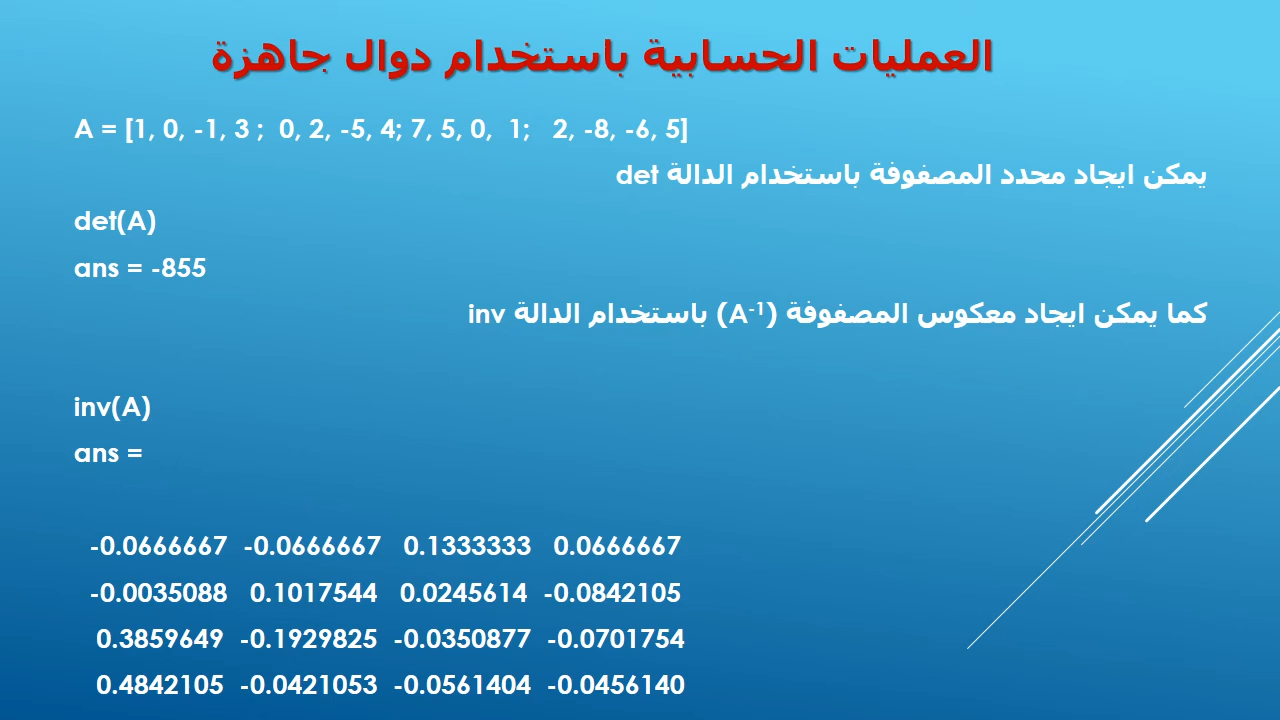 العمليات الحسابية باستخدام دوال جاهزة
A = [1, 0, -1, 3 ;  0, 2, -5, 4; 7, 5, 0,  1;   2, -8, -6, 5]
يمكن ايجاد محدد المصفوفة باستخدام الدالة det
det(A)
ans = -855
كما يمكن ايجاد معكوس المصفوفة (A⁻¹) باستخدام الدالة inv
inv(A)
ans =
-0.0666667  -0.0666667  0.1333333  0.0666667
-0.0035088  0.1017544  0.0245614  -0.0842105
0.3859649  -0.1929825  -0.0350877  -0.0701754
0.4842105  -0.0421053  -0.0561404  -0.0456140